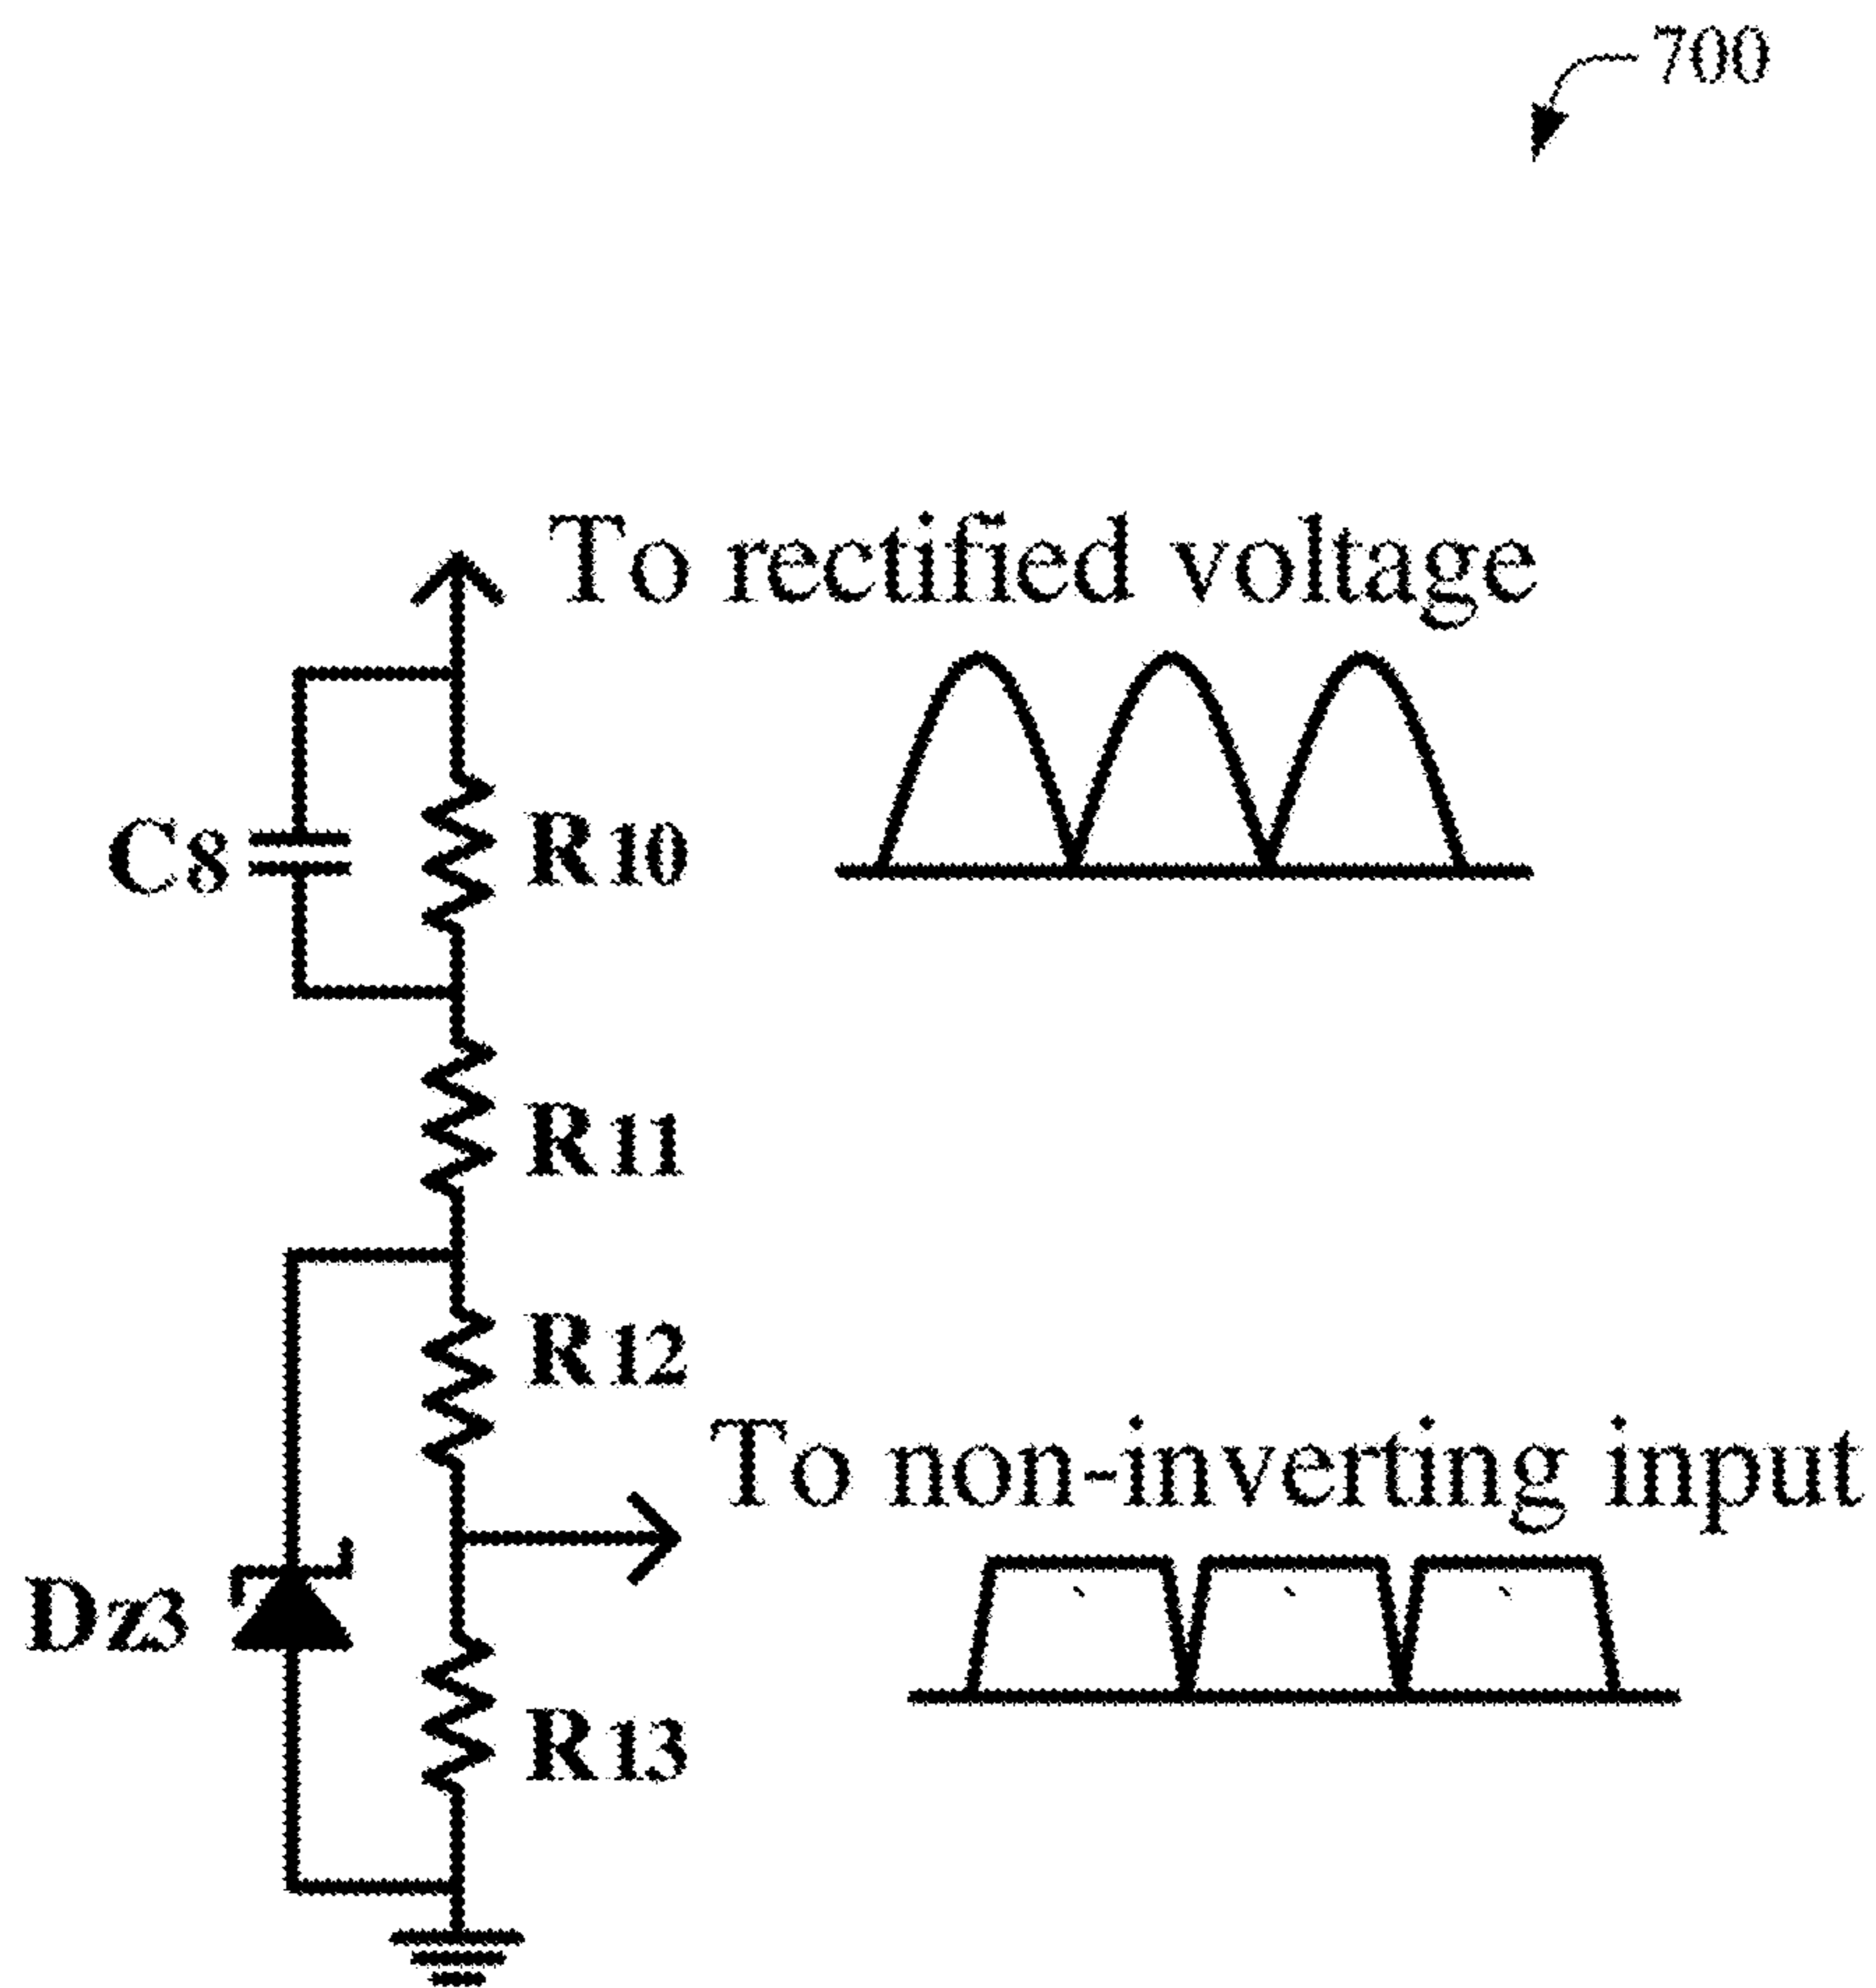 700
To rectified voltage
C8
R10
R11
R12
To non-inverting input
Dz3
R13